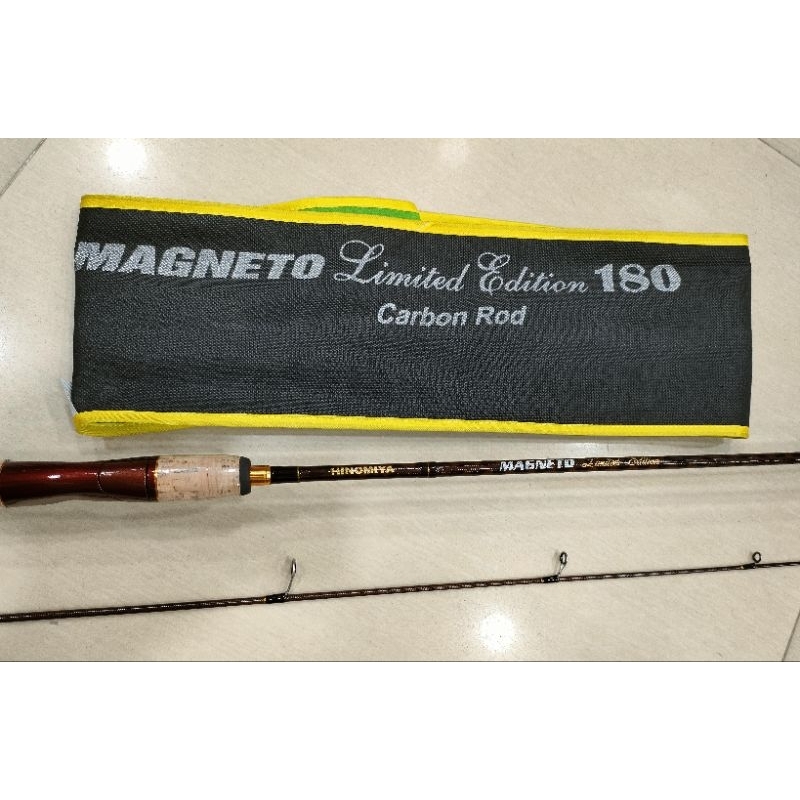 MAGNETO Limited Edition 180
Carbon Rod
HINOMIYA MAGNETO Limited Edition